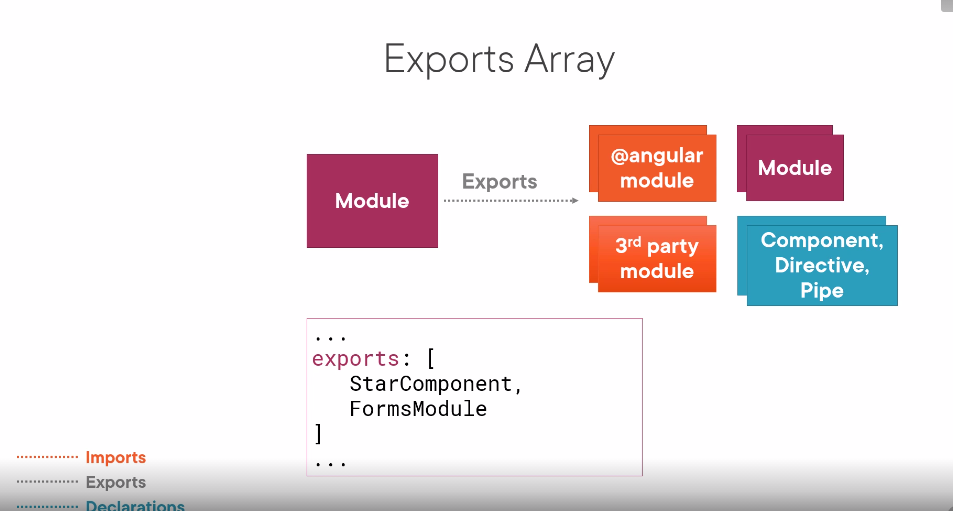 Exports Array
Module
Exports
@angular
module
Module
3rd party
module
Component,
Directive,
Pipe
...
exports: [
StarComponent,
FormsModule
]
...
Imports
Exports
Declarations